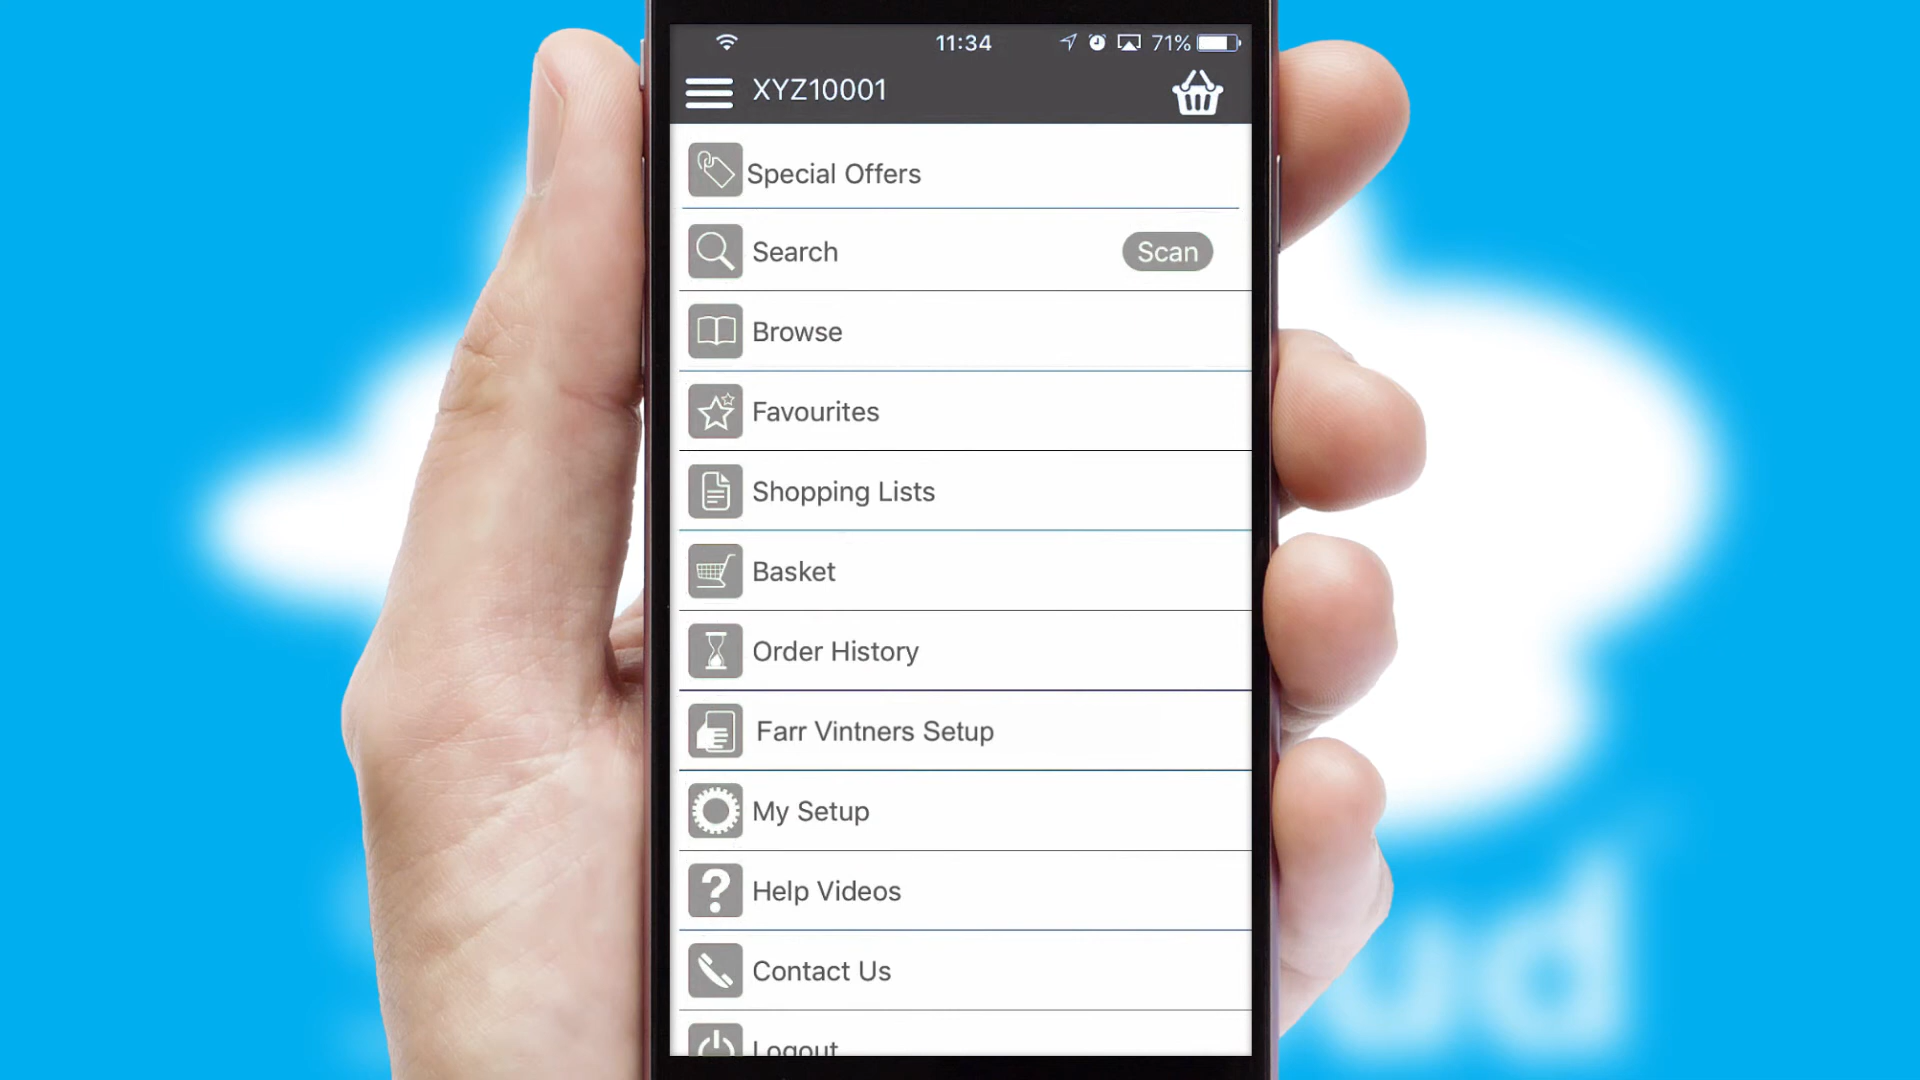 11:34 71%
XYZ10001
Special Offers
Search Scan
Browse
Favourites
Shopping Lists
Basket
Order History
Farr Vintners Setup
My Setup
Help Videos
Contact Us
Logout
ud